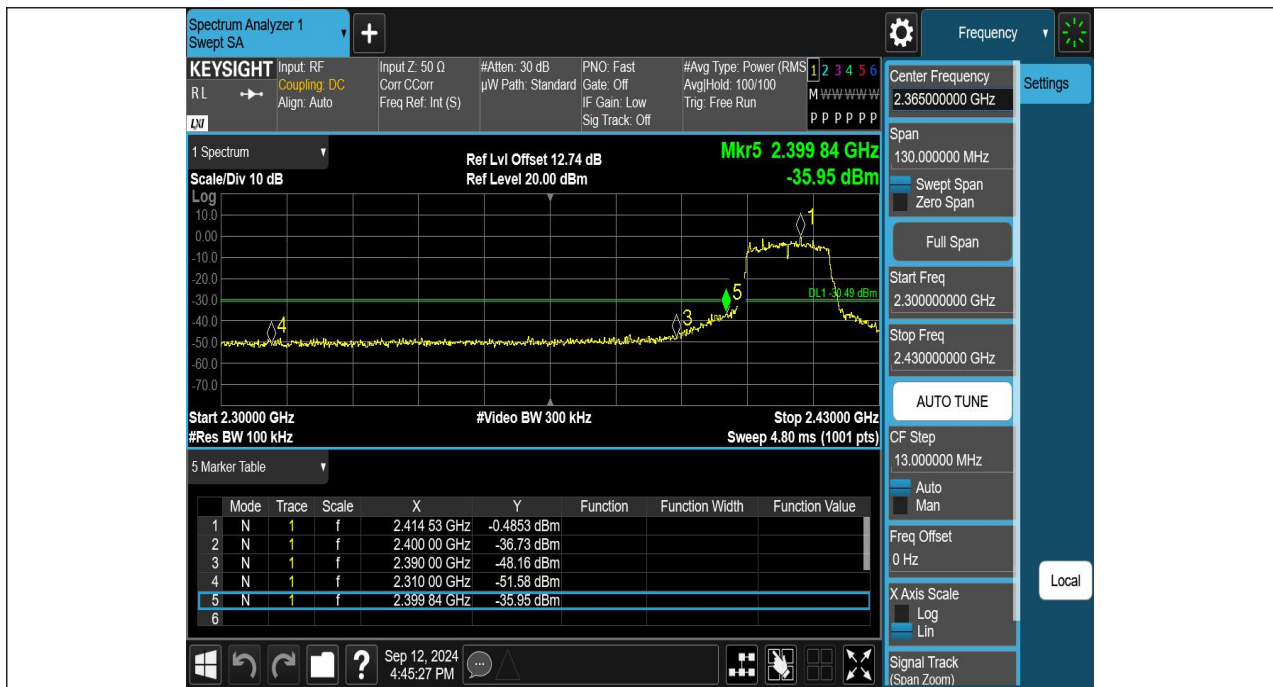 Spectrum Analyzer 1
Swept SA
+
Frequency
KEYSIGHT
RL
LXI
Input: RF
Coupling: DC
Align: Auto
Input Z: 50 Ω
Corr CCorr
Freq Ref: Int (S)
#Atten: 30 dB
µW Path: Standard
PNO: Fast
Gate: Off
IF Gain: Low
Sig Track: Off
#Avg Type: Power (RMS
Avg|Hold: 100/100
Trig: Free Run
1 2 3 4 5 6
M W W W W W
P P P P P P
1 Spectrum
Scale/Div 10 dB
Ref Lvl Offset 12.74 dB
Ref Level 20.00 dBm
Mkr5 2.399 84 GHz
-35.95 dBm
Log
10.0
0.00
-10.0
-20.0
-30.0
-40.0
-50.0
-60.0
-70.0
1
5
DL1 -30.49 dBm
3
4
Start 2.30000 GHz
#Video BW 300 kHz
Stop 2.43000 GHz
#Res BW 100 kHz
Sweep 4.80 ms (1001 pts)
5 Marker Table
Mode Trace Scale X Y Function Function Width Function Value
1 N 1 f 2.414 53 GHz -0.4853 dBm
2 N 1 f 2.400 00 GHz -36.73 dBm
3 N 1 f 2.390 00 GHz -48.16 dBm
4 N 1 f 2.310 00 GHz -51.58 dBm
5 N 1 f 2.399 84 GHz -35.95 dBm
6
?
Sep 12, 2024
4:45:27 PM
Center Frequency
2.365000000 GHz
Span
130.000000 MHz
Swept Span
Zero Span
Full Span
Start Freq
2.300000000 GHz
Stop Freq
2.430000000 GHz
AUTO TUNE
CF Step
13.000000 MHz
Auto
Man
Freq Offset
0 Hz
X Axis Scale
Log
Lin
Signal Track
(Span Zoom)
Settings
Local